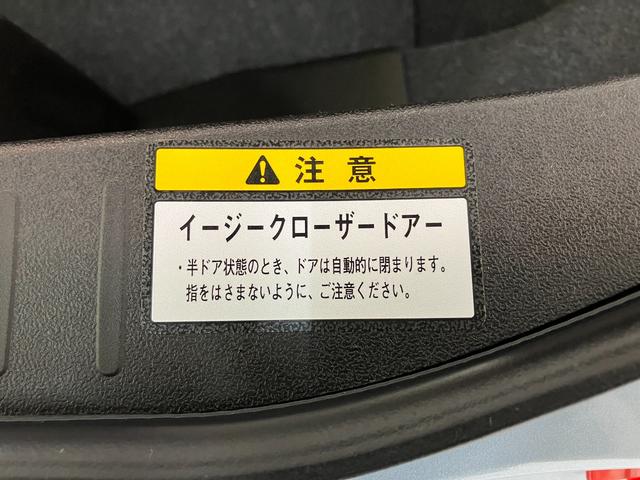 注意
イージークローザードアー
・半ドア状態のとき、ドアは自動的に閉まります。
指をはさまないように、ご注意ください。